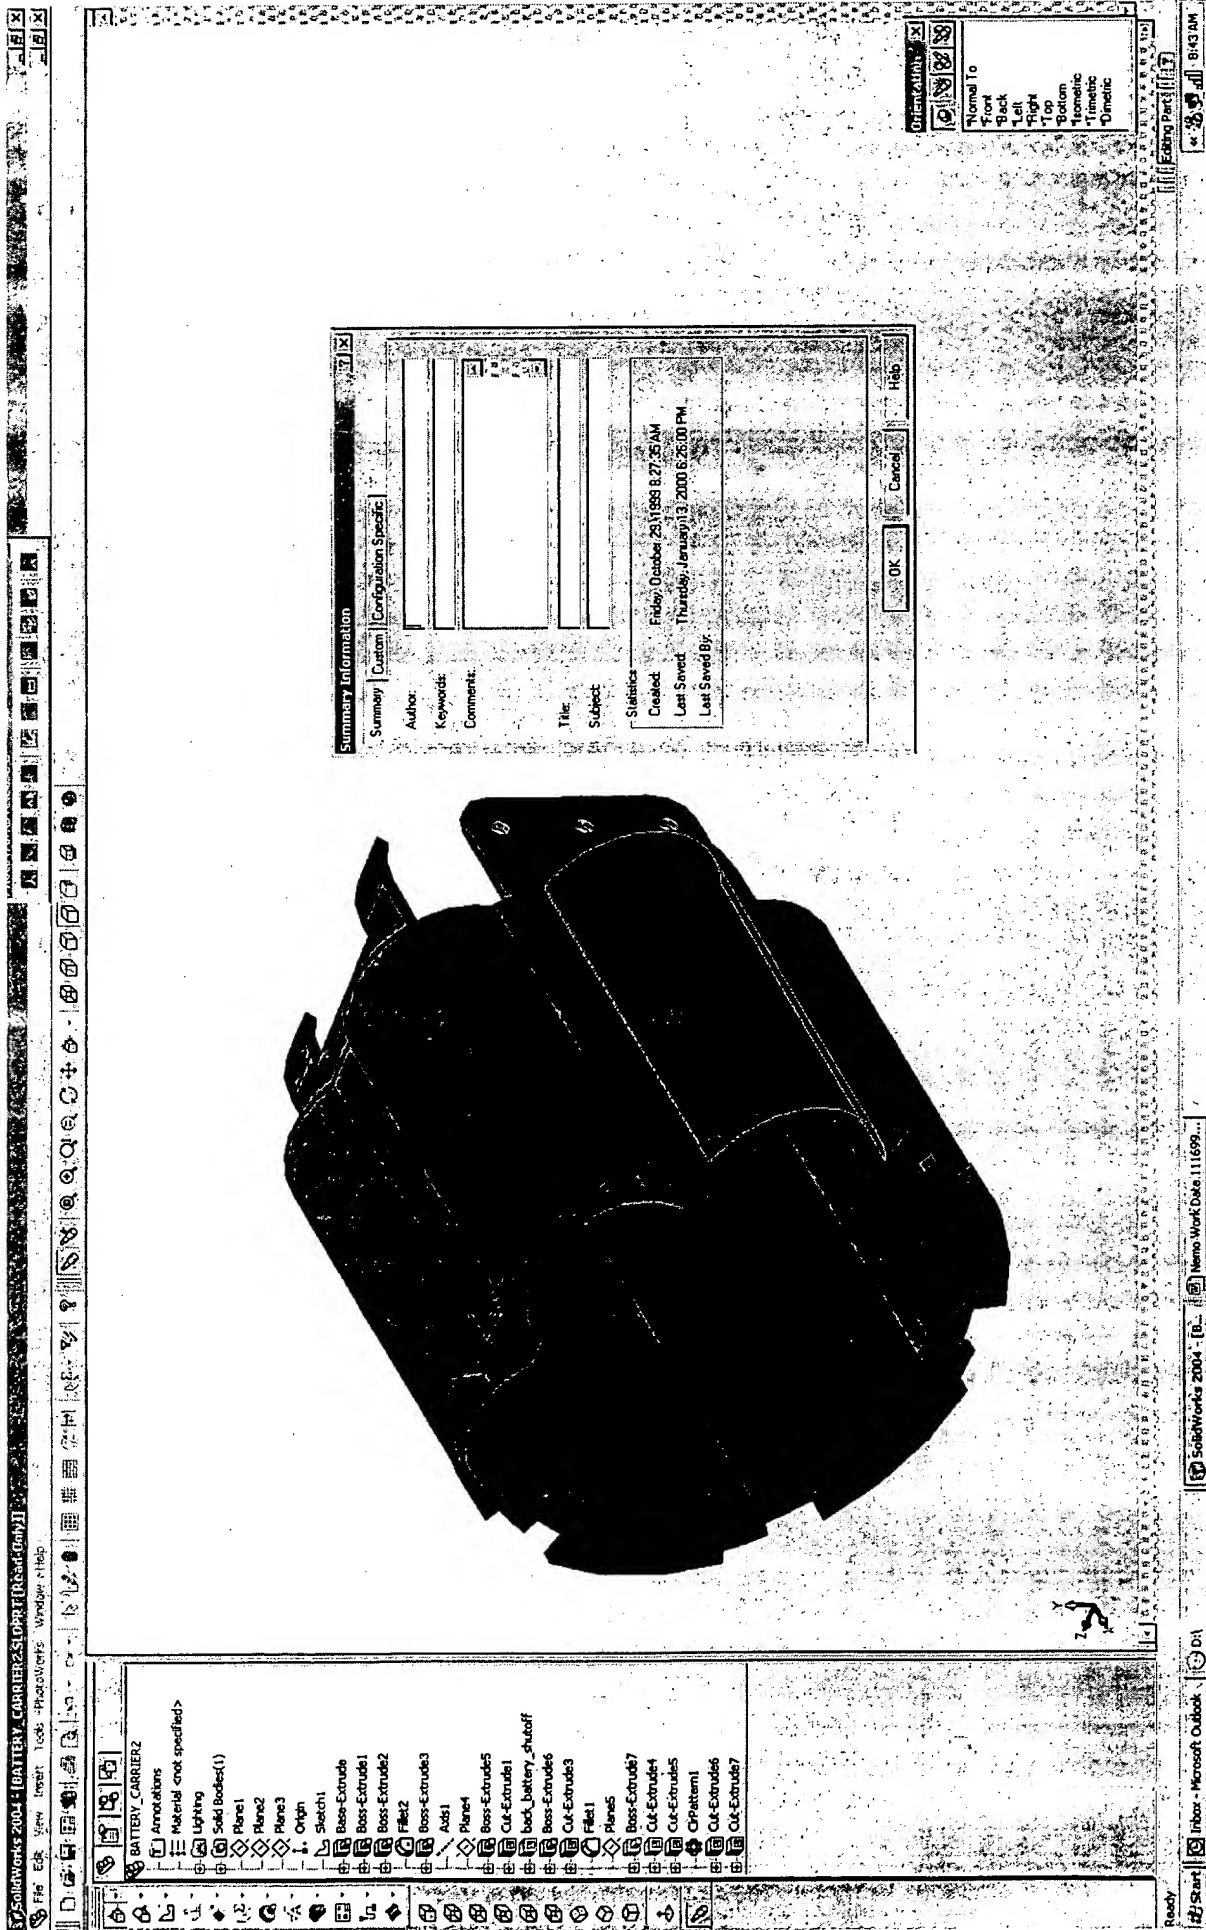 SolidWorks 2004 - [BATTERY_CARRIER2.SLDPRT [Read-Only]]
File Edit View Insert Tools PhotoWorks Window Help
BATTERY_CARRIER2
Annotations
Material <not specified>
Lighting
Solid Bodies(1)
Plane1
Plane2
Plane3
Origin
Sketch1
Base-Extrude
Boss-Extrude1
Boss-Extrude2
Fillet2
Boss-Extrude3
Axis1
Plane4
Boss-Extrude5
Cut-Extrude1
back_battery_shutoff
Boss-Extrude6
Cut-Extrude3
Fillet1
Plane5
Boss-Extrude7
Cut-Extrude4
Cut-Extrude5
CirPattern1
Cut-Extrude6
Cut-Extrude7
Summary Information
Summary Custom Configuration Specific
Author:
Keywords:
Comments:
Title:
Subject:
Statistics
Created: Friday, October 29, 1999 8:27:35 AM
Last Saved: Thursday, January 13, 2000 6:26:00 PM
Last Saved By:
OK Cancel Help
Orientation
*Normal To
*Front
*Back
*Left
*Right
*Top
*Bottom
*Isometric
*Trimetric
*Dimetric
Y
Z
X
Ready
Editing Part
Start Inbox - Microsoft Outlook D:\ SolidWorks 2004 - [B... Nemo Work Date.111699... 8:43 AM